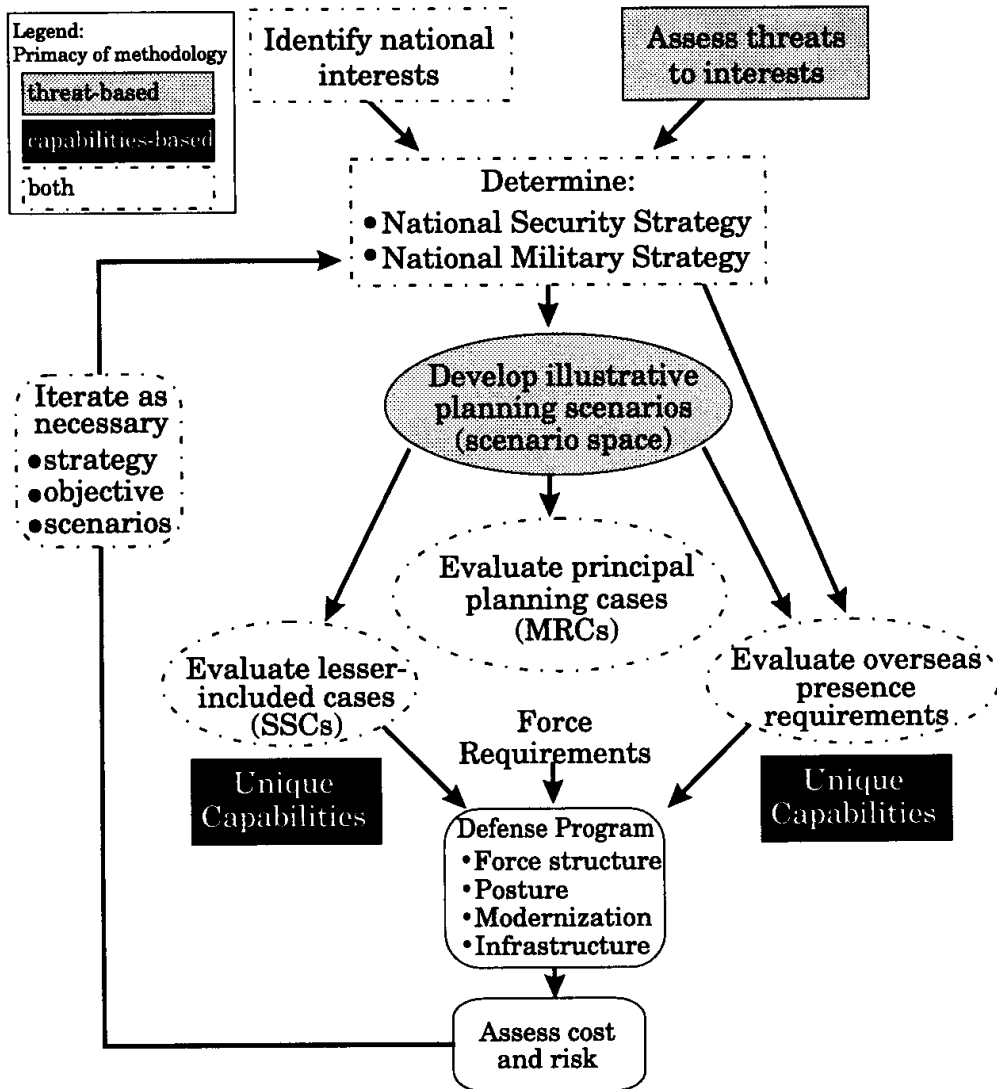 Legend:
Primacy of methodology
threat-based
capabilities-based
both
Identify national
interests
Assess threats
to interests
Determine:
• National Security Strategy
• National Military Strategy
Develop illustrative
planning scenarios
(scenario space)
Iterate as
necessary
• strategy
• objective
• scenarios
Evaluate principal
planning cases
(MRCs)
Evaluate lesser-
included cases
(SSCs)
Evaluate overseas
presence
requirements
Force
Requirements
Unique
Capabilities
Unique
Capabilities
Defense Program
• Force structure
• Posture
• Modernization
• Infrastructure
Assess cost
and risk